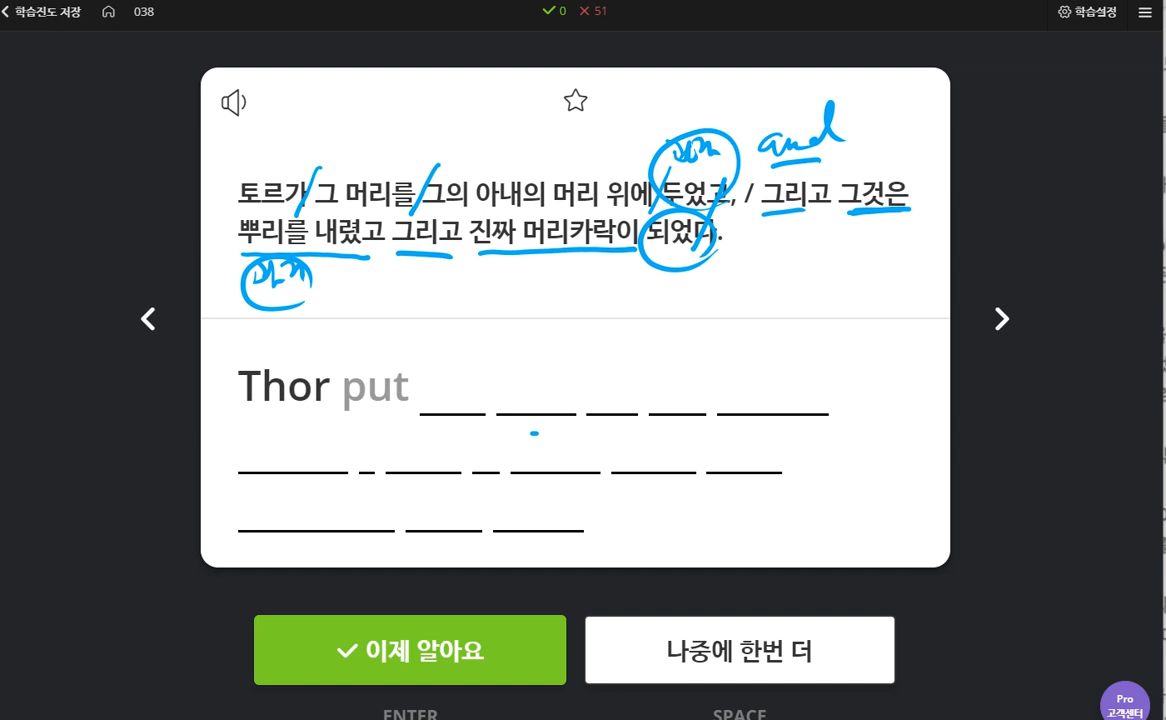 학습진도 저장 038 0 51 학습설정
and
토르가 그 머리를 그의 아내의 머리 위에 두었고, / 그리고 그것은
뿌리를 내렸고 그리고 진짜 머리카락이 되었다.
과거
Thor put
이제 알아요 나중에 한번 더
ENTER SPACE
Pro
고객센터